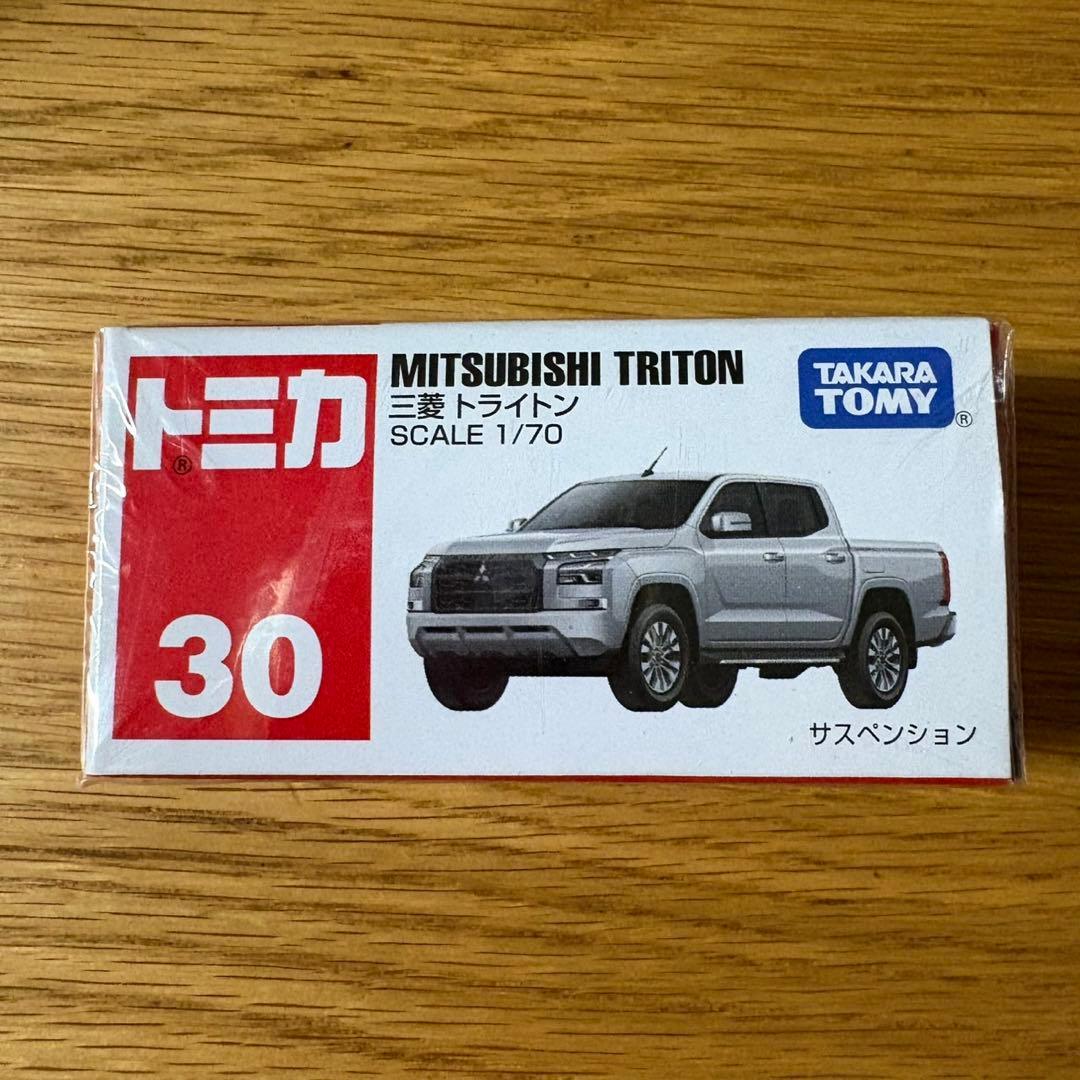 トミカ®
30
MITSUBISHI TRITON
三菱 トライトン
SCALE 1/70
TAKARA
TOMY®
サスペンション